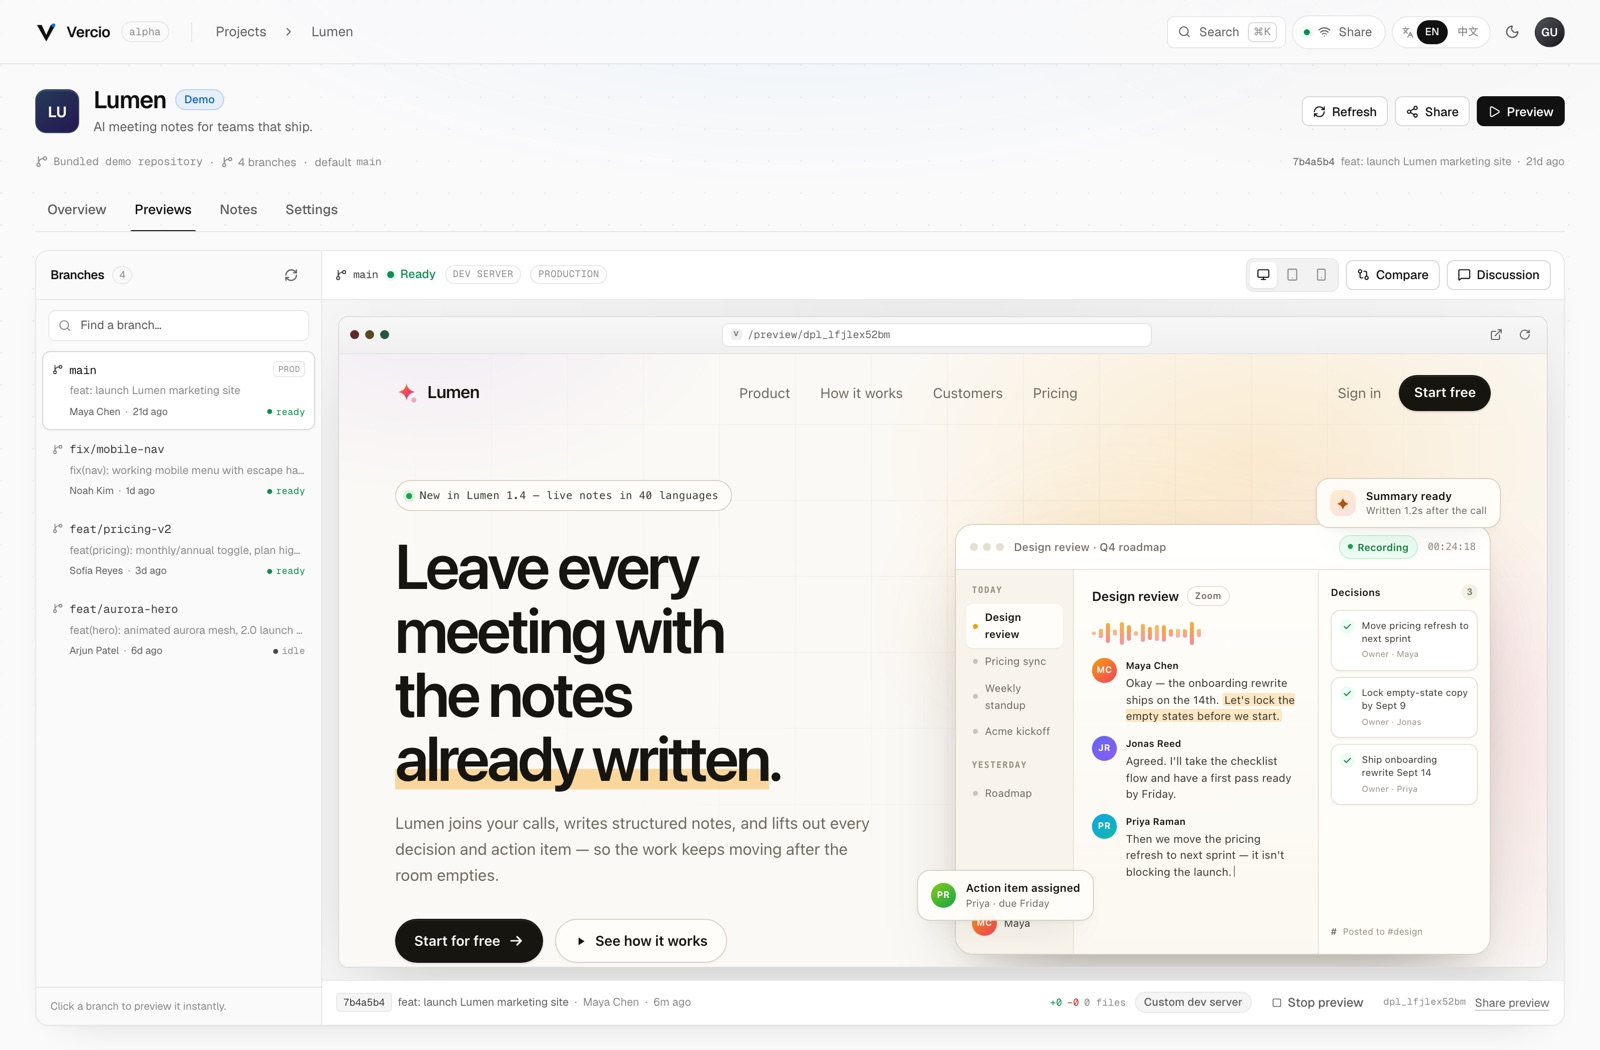 Vercio alpha Projects > Lumen
Search ⌘K Share EN 中文 GU
LU Lumen Demo
AI meeting notes for teams that ship.
Refresh Share Preview
Bundled demo repository · 4 branches · default main
7b4a5b4 feat: launch Lumen marketing site · 21d ago
Overview Previews Notes Settings
Branches 4
Find a branch…
main PROD
feat: launch Lumen marketing site
Maya Chen · 21d ago ready
fix/mobile-nav
fix(nav): working mobile menu with escape ha…
Noah Kim · 1d ago ready
feat/pricing-v2
feat(pricing): monthly/annual toggle, plan hig…
Sofia Reyes · 3d ago ready
feat/aurora-hero
feat(hero): animated aurora mesh, 2.0 launch …
Arjun Patel · 6d ago idle
Click a branch to preview it instantly.
main Ready DEV SERVER PRODUCTION
Compare Discussion
V /preview/dpl_lfjlex52bm
Lumen Product How it works Customers Pricing Sign in Start free
New in Lumen 1.4 — live notes in 40 languages
Leave every
meeting with
the notes
already written.
Lumen joins your calls, writes structured notes, and lifts out every
decision and action item — so the work keeps moving after the
room empties.
Start for free → See how it works
Summary ready
Written 1.2s after the call
Design review · Q4 roadmap Recording 00:24:18
TODAY
Design
review
Pricing sync
Weekly
standup
Acme kickoff
YESTERDAY
Roadmap
MC Maya
Design review Zoom
MC Maya Chen
Okay — the onboarding rewrite
ships on the 14th. Let's lock the
empty states before we start.
JR Jonas Reed
Agreed. I'll take the checklist
flow and have a first pass ready
by Friday.
PR Priya Raman
Then we move the pricing
refresh to next sprint — it isn't
blocking the launch.
Decisions 3
Move pricing refresh to
next sprint
Owner · Maya
Lock empty-state copy
by Sept 9
Owner · Jonas
Ship onboarding
rewrite Sept 14
Owner · Priya
# Posted to #design
PR Action item assigned
Priya · due Friday
7b4a5b4 feat: launch Lumen marketing site · Maya Chen · 6m ago
+0 −0 0 files Custom dev server Stop preview dpl_lfjlex52bm Share preview